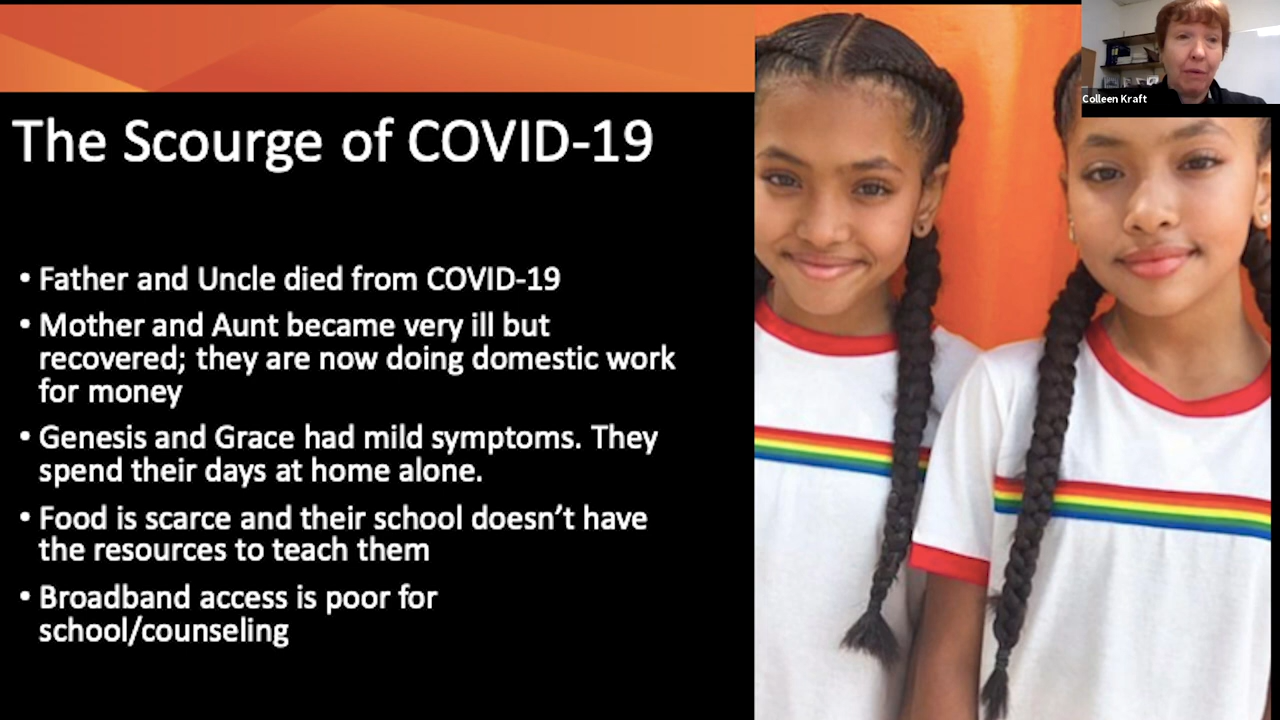 The Scourge of COVID-19
• Father and Uncle died from COVID-19
• Mother and Aunt became very ill but
recovered; they are now doing domestic work
for money
• Genesis and Grace had mild symptoms. They
spend their days at home alone.
• Food is scarce and their school doesn’t have
the resources to teach them
• Broadband access is poor for
school/counseling
Colleen Kraft